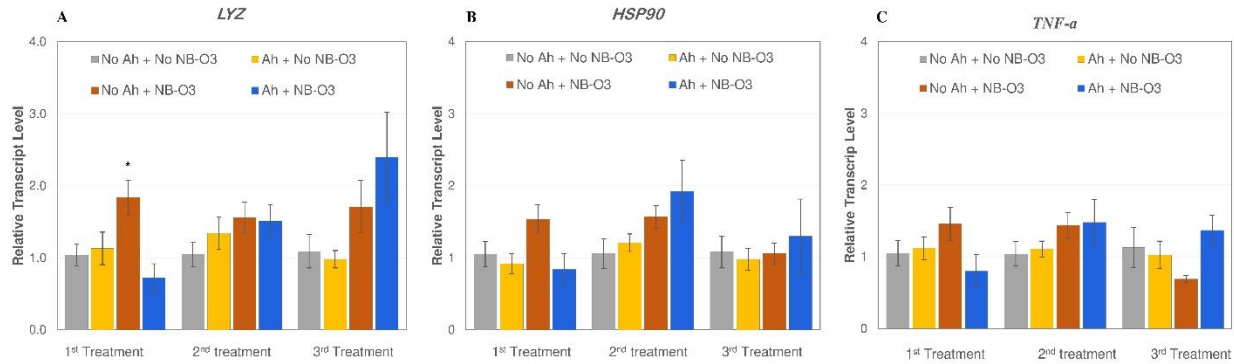 A
LYZ
Relative Transcript Level
4.0
3.0
2.0
1.0
0.0
No Ah + No NB-O3
Ah + No NB-O3
No Ah + NB-O3
Ah + NB-O3
*
1st Treatment
2nd treatment
3rd Treatment
B
HSP90
Relative Transcript Level
4
3
2
1
0
No Ah + No NB-O3
Ah + No NB-O3
No Ah + NB-O3
Ah + NB-O3
1st Treatment
2nd treatment
3rd Treatment
C
TNF-a
Relative Transcrip Level
4
3
2
1
0
No Ah + No NB-O3
Ah + No NB-O3
No Ah + NB-O3
Ah + NB-O3
1st Treatment
2nd treatment
3rd Treatment